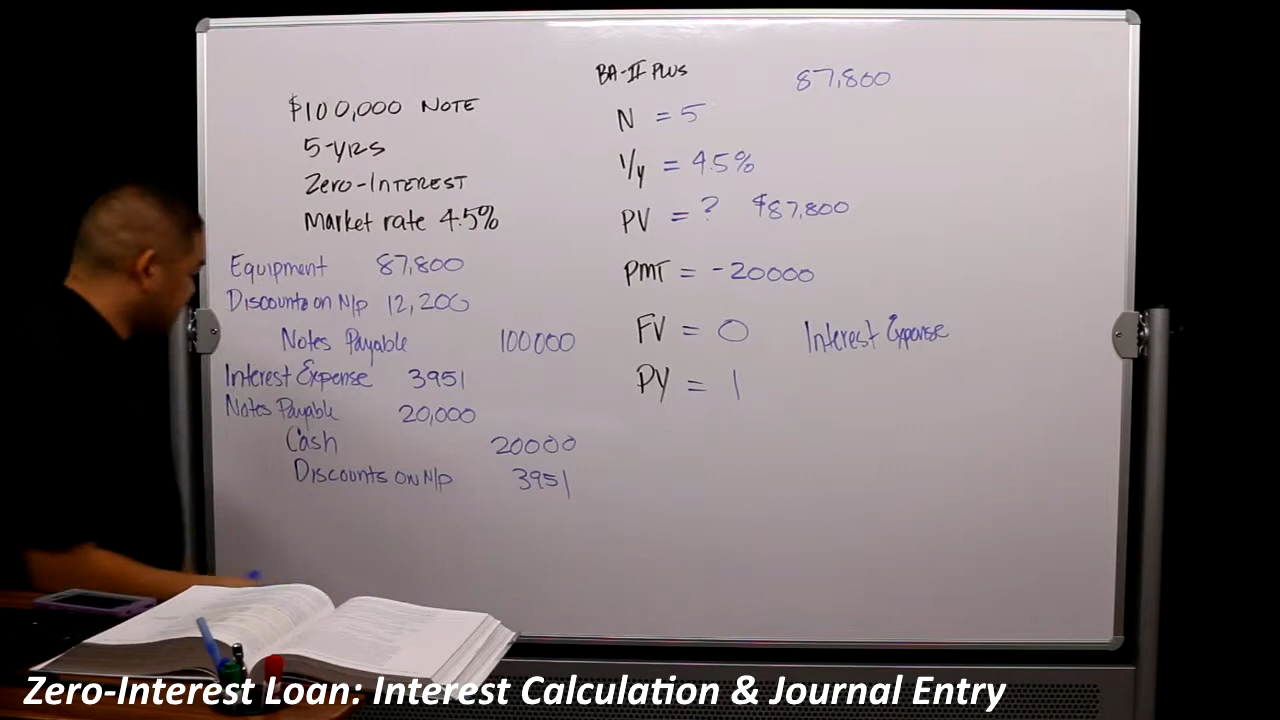 $100,000 NOTE
5-yrs
Zero-INTEREST
Market rate 4.5%
Equipment 87,800
Discounts on N/p 12,200
Notes Payable 100000
Interest Expense 3951
Notes Payable 20,000
Cash 20000
Discounts on N/p 3951
BA-II PLUS
87,800
N = 5
I/y = 4.5%
PV = ? $87,800
PMT = -20000
FV = 0
Interest Expense
PY = 1
Zero-Interest Loan: Interest Calculation & Journal Entry